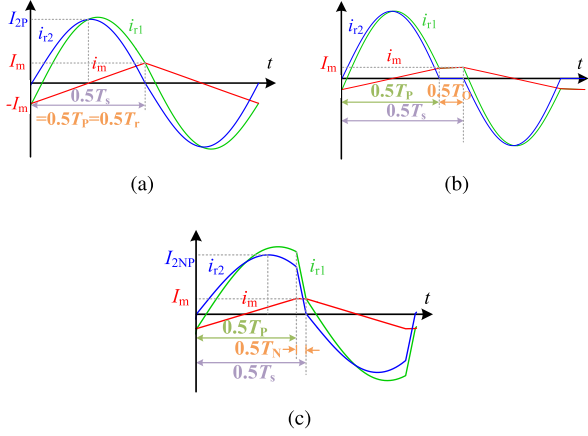 I2P
ir2
ir1
Im
im
t
0.5Ts
-Im
=0.5TP=0.5Tr
(a)
ir2
ir1
Im
im
t
0.5TP
0.5TO
0.5Ts
(b)
I2NP
ir2
ir1
Im
im
t
0.5TP
0.5TN
0.5Ts
(c)